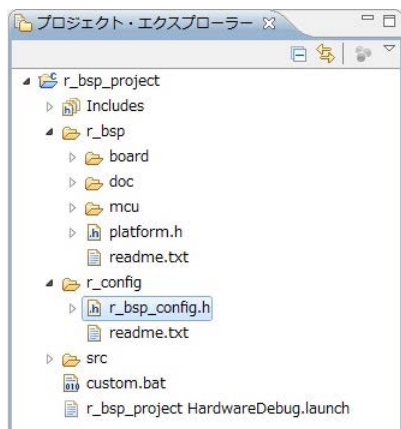 プロジェクト・エクスプローラー
r_bsp_project
Includes
r_bsp
board
doc
mcu
platform.h
readme.txt
r_config
r_bsp_config.h
readme.txt
src
custom.bat
r_bsp_project HardwareDebug.launch